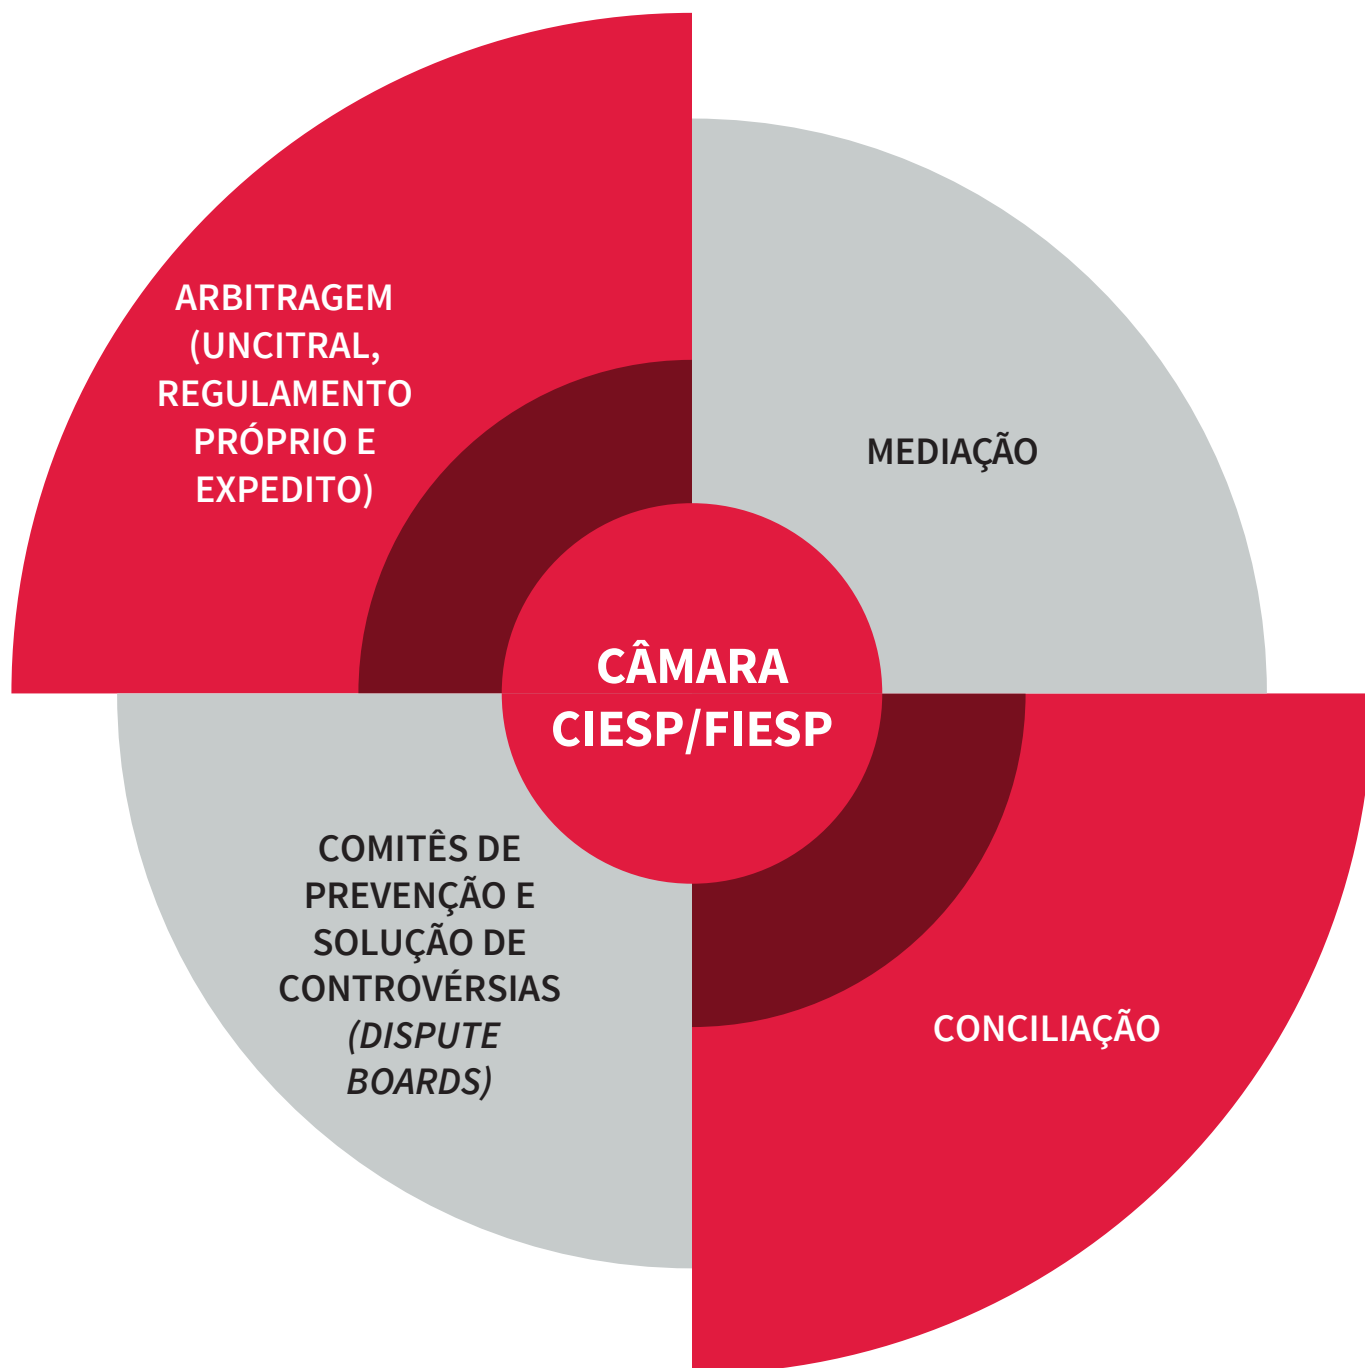 ARBITRAGEM
(UNCITRAL,
REGULAMENTO
PRÓPRIO E
EXPEDITO)
MEDIAÇÃO
CÂMARA
CIESP/FIESP
COMITÊS DE
PREVENÇÃO E
SOLUÇÃO DE
CONTROVÉRSIAS
(DISPUTE
BOARDS)
CONCILIAÇÃO